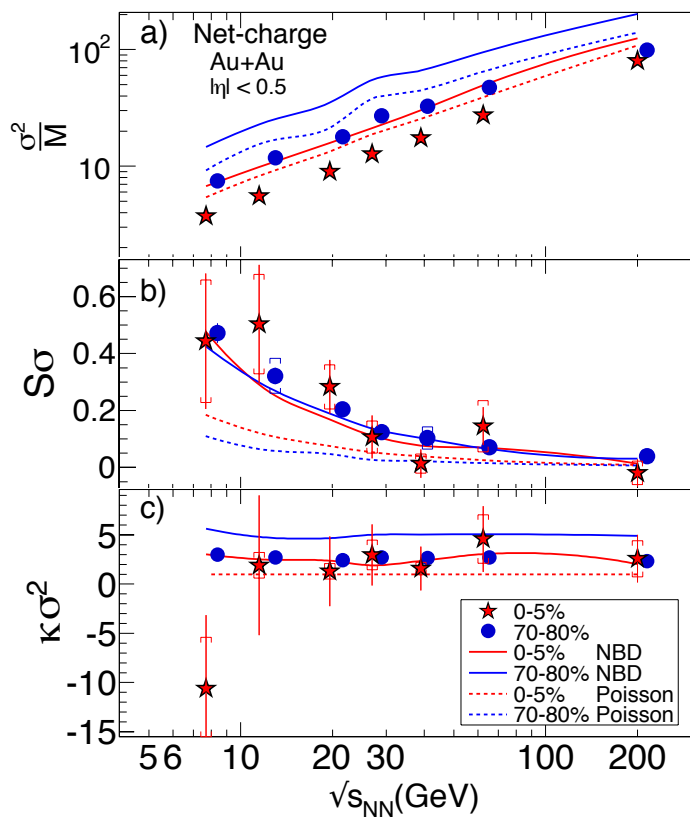 a)
Net-charge
Au+Au
|η| < 0.5
10²
10
σ²/M
b)
0.6
0.4
0.2
0
Sσ
c)
5
0
-5
-10
-15
κσ²
0-5%
70-80%
0-5% NBD
70-80% NBD
0-5% Poisson
70-80% Poisson
5 6 10 20 30 100 200
√sNN(GeV)